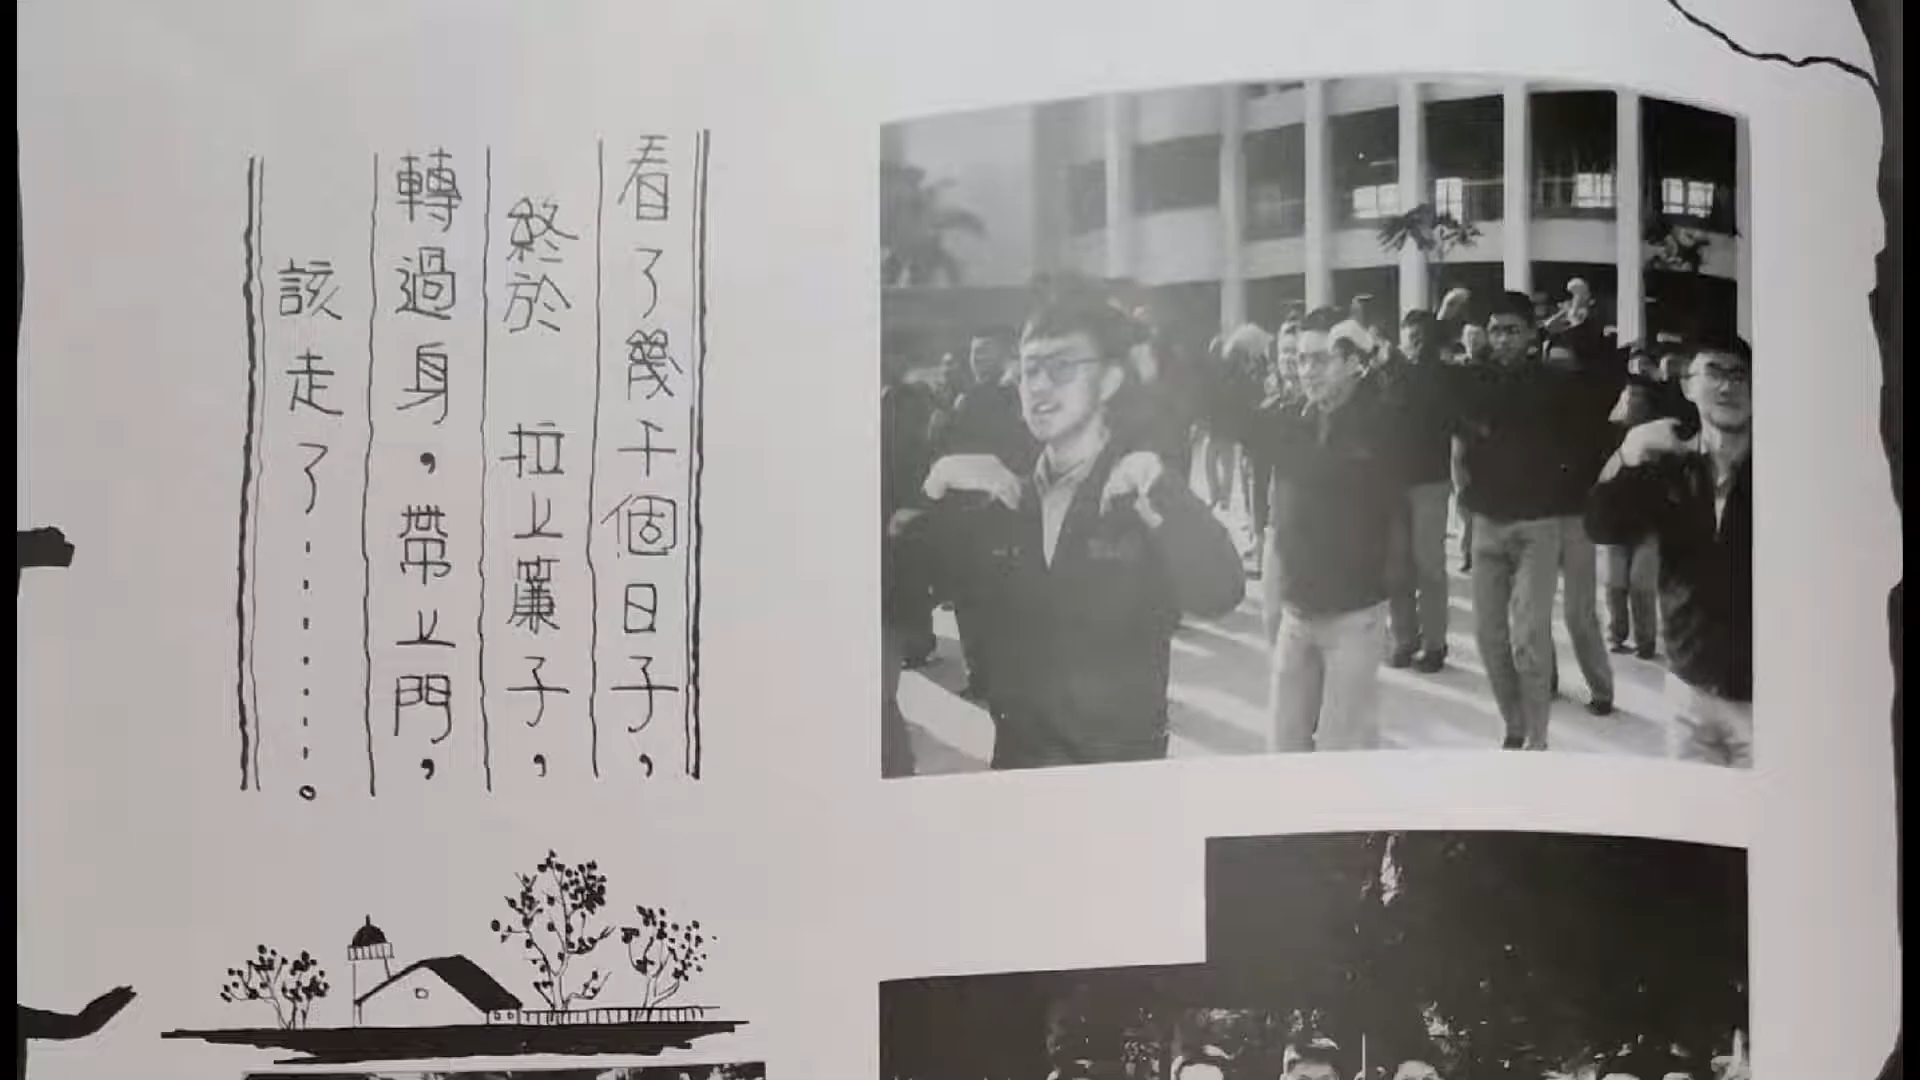 看了幾千個日子，
終於　拉上簾子，
轉過身，帶上門，
該走了……。